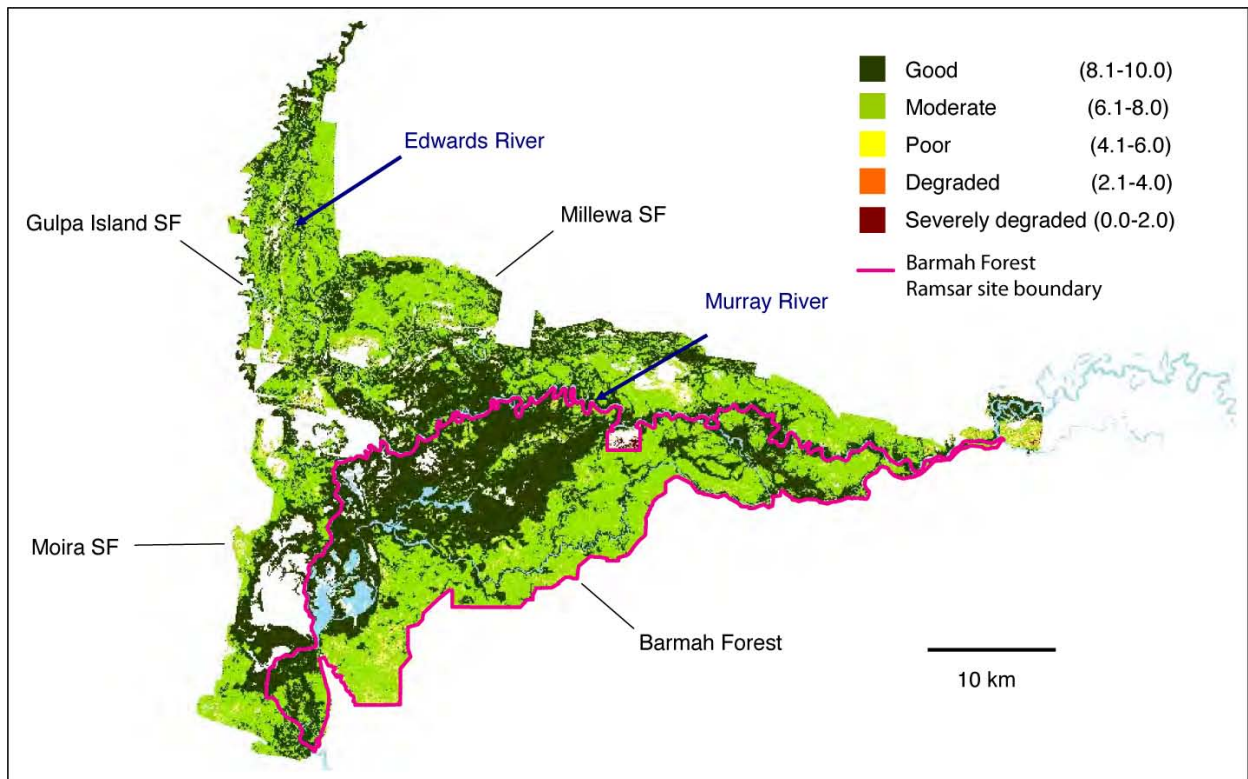 Good (8.1-10.0)
Moderate (6.1-8.0)
Poor (4.1-6.0)
Degraded (2.1-4.0)
Severely degraded (0.0-2.0)
Barmah Forest
Ramsar site boundary
Edwards River
Gulpa Island SF
Millewa SF
Murray River
Moira SF
Barmah Forest
10 km